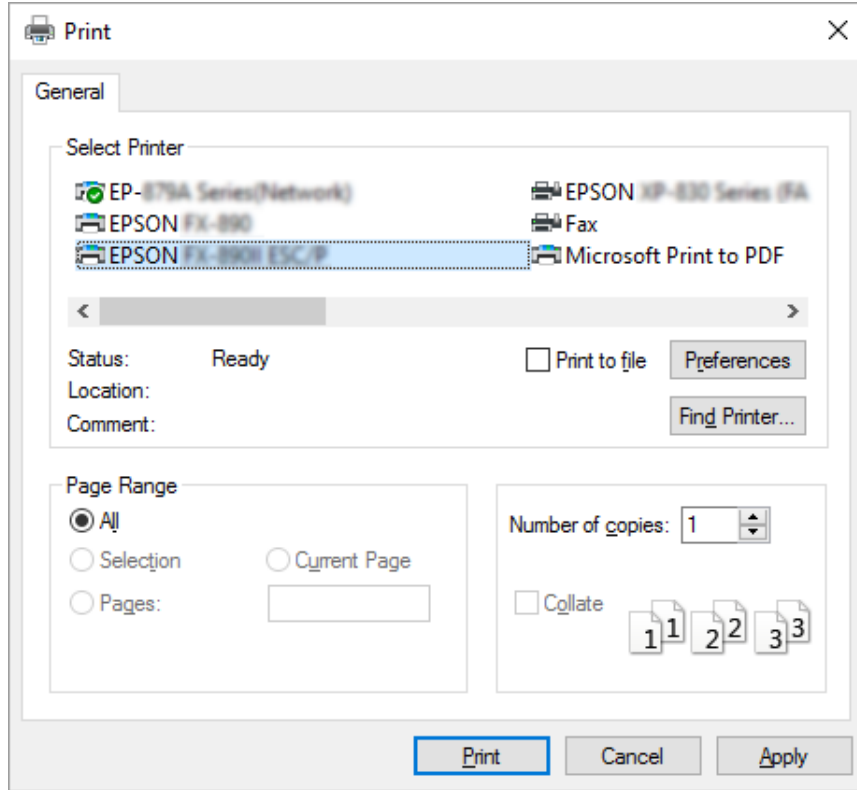 Print
General
Select Printer
EP-
EPSON
EPSON
EPSON
Fax
Microsoft Print to PDF
Status: Ready
Location:
Comment:
Print to file
Preferences
Find Printer...
Page Range
All
Selection
Current Page
Pages:
Number of copies: 1
Collate
1 1 2 2 3 3
Print
Cancel
Apply